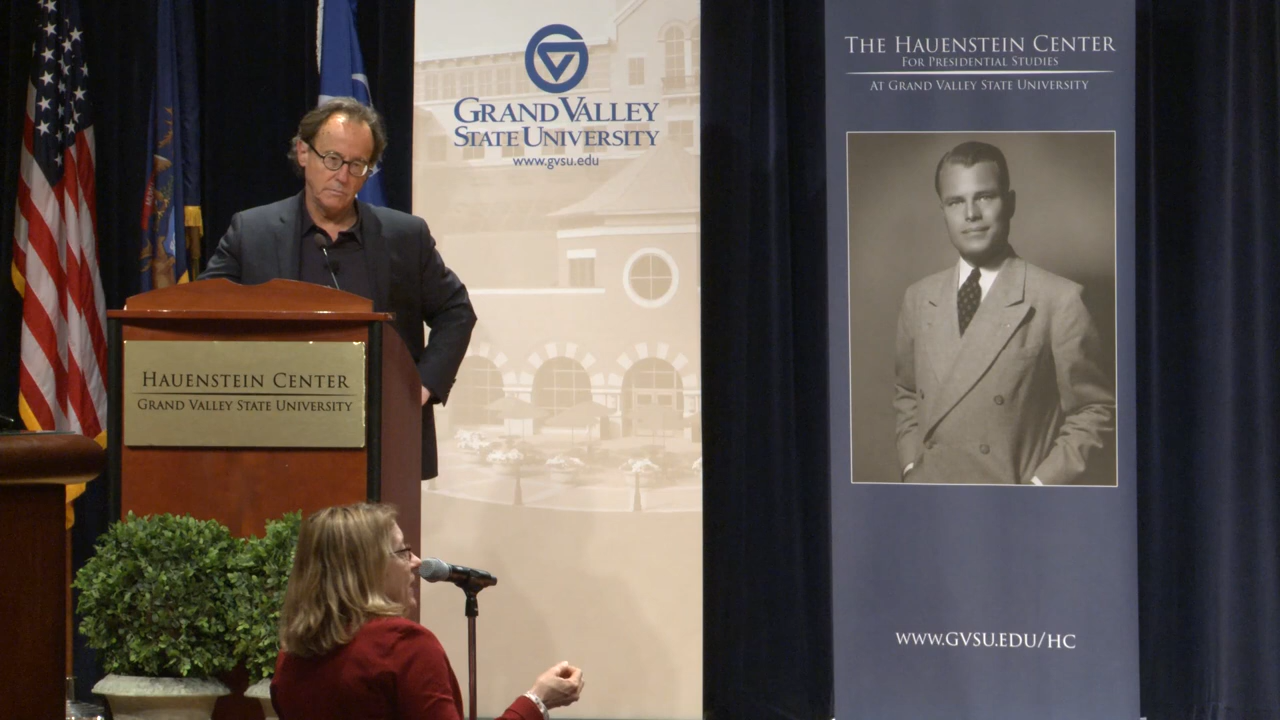 GRAND VALLEY
STATE UNIVERSITY
www.gvsu.edu
THE HAUENSTEIN CENTER
FOR PRESIDENTIAL STUDIES
AT GRAND VALLEY STATE UNIVERSITY
HAUENSTEIN CENTER
GRAND VALLEY STATE UNIVERSITY
WWW.GVSU.EDU/HC